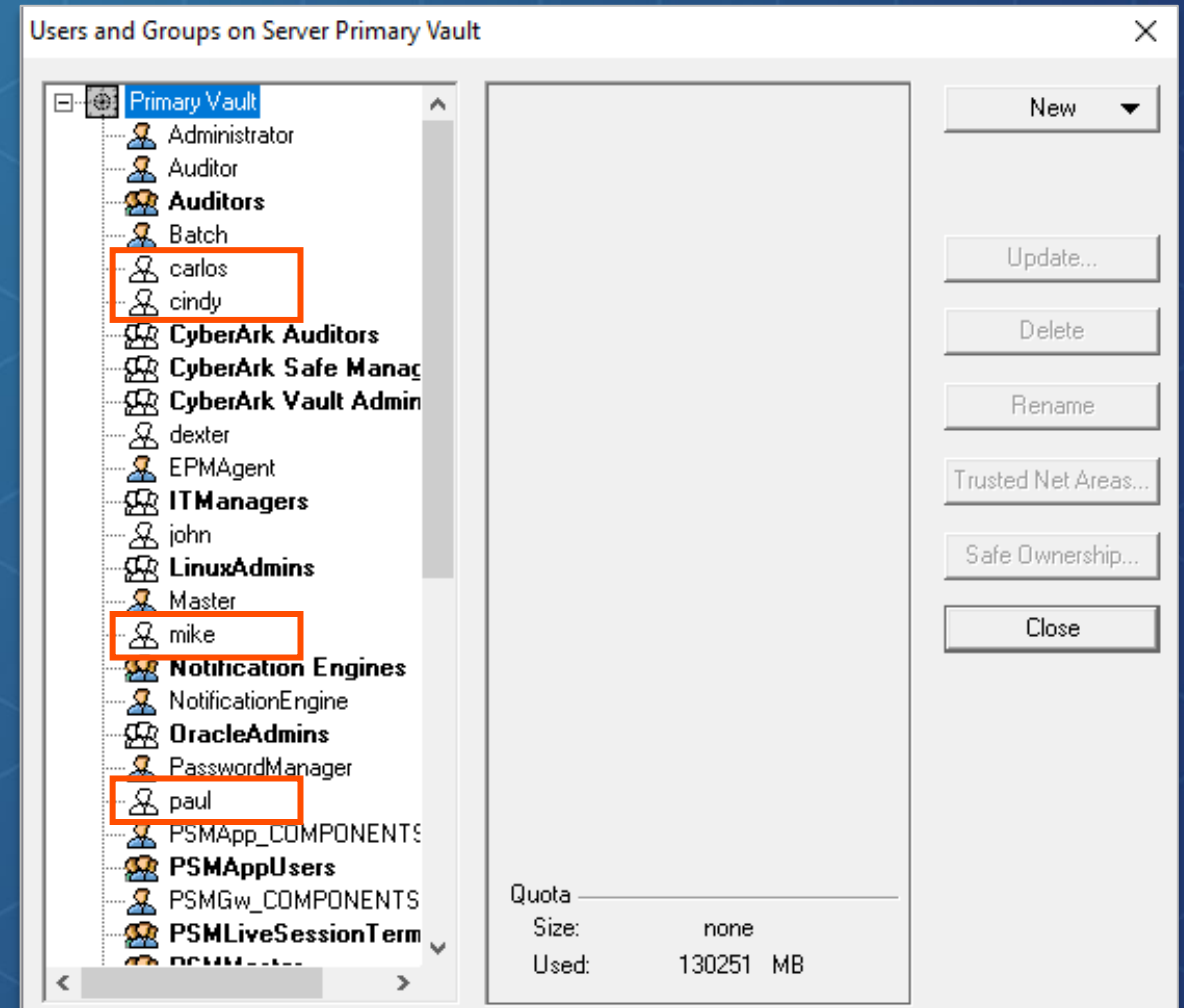 Users and Groups on Server Primary Vault
Primary Vault
Administrator
Auditor
Auditors
Batch
carlos
cindy
CyberArk Auditors
CyberArk Safe Manag
CyberArk Vault Admin
dexter
EPMAgent
ITManagers
john
LinuxAdmins
Master
mike
Notification Engines
NotificationEngine
OracleAdmins
PasswordManager
paul
PSMApp_COMPONENTS
PSMAppUsers
PSMGw_COMPONENTS
PSMLiveSessionTerm
Quota
Size: none
Used: 130251 MB
New
Update...
Delete
Rename
Trusted Net Areas...
Safe Ownership...
Close